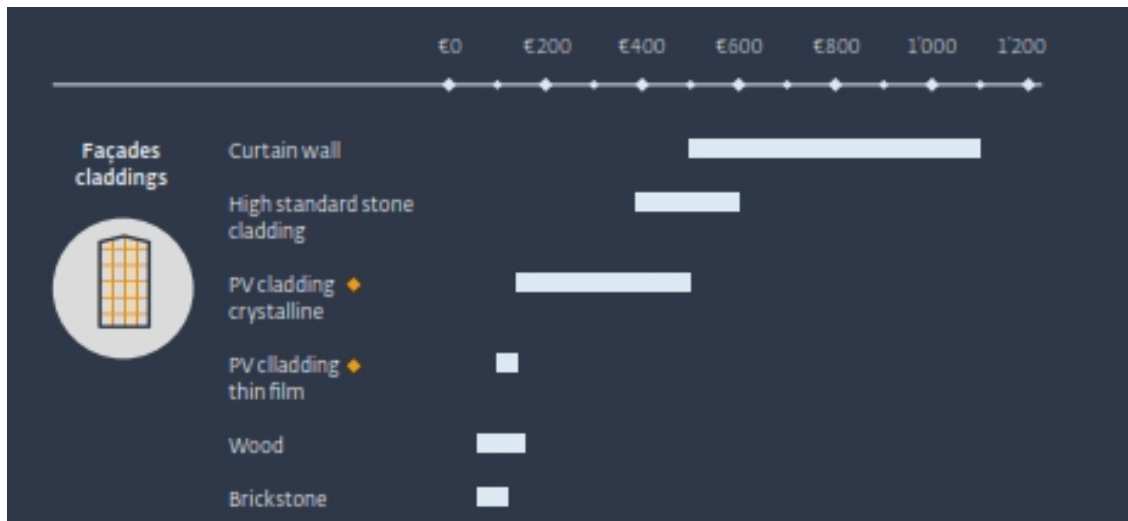 €0 €200 €400 €600 €800 1'000 1'200
Façades
claddings
Curtain wall
High standard stone
cladding
PV cladding
crystalline
PV clladding
thin film
Wood
Brickstone